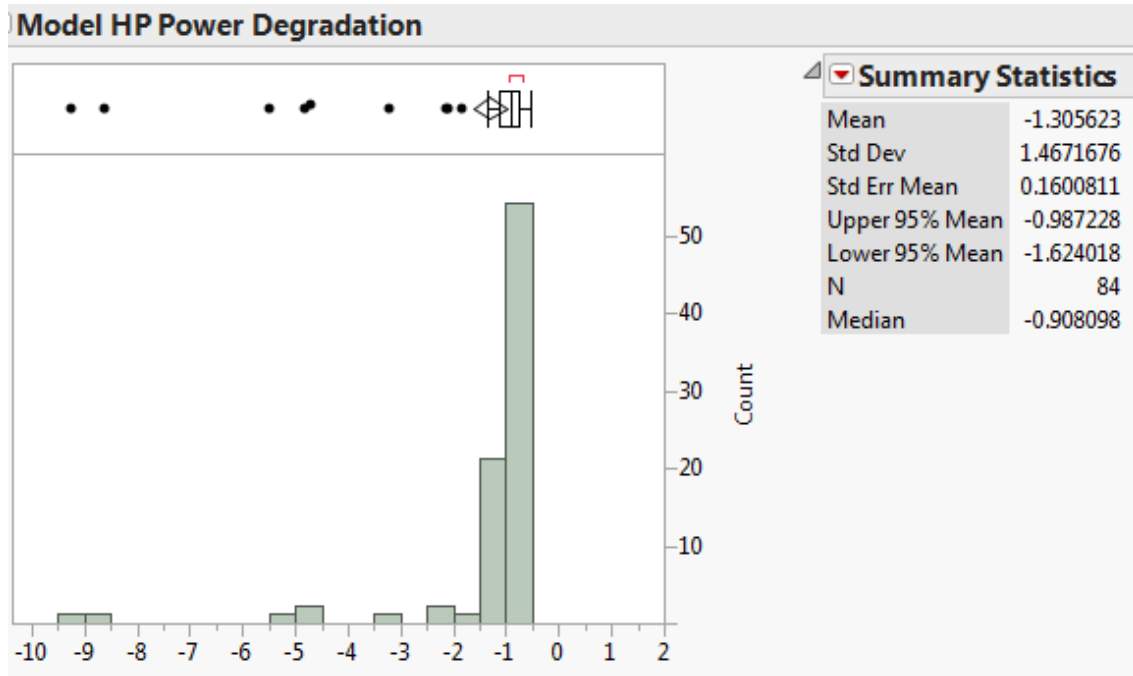 Model HP Power Degradation
Summary Statistics
Mean -1.305623
Std Dev 1.4671676
Std Err Mean 0.1600811
Upper 95% Mean -0.987228
Lower 95% Mean -1.624018
N 84
Median -0.908098
50
40
30
20
10
Count
-10 -9 -8 -7 -6 -5 -4 -3 -2 -1 0 1 2